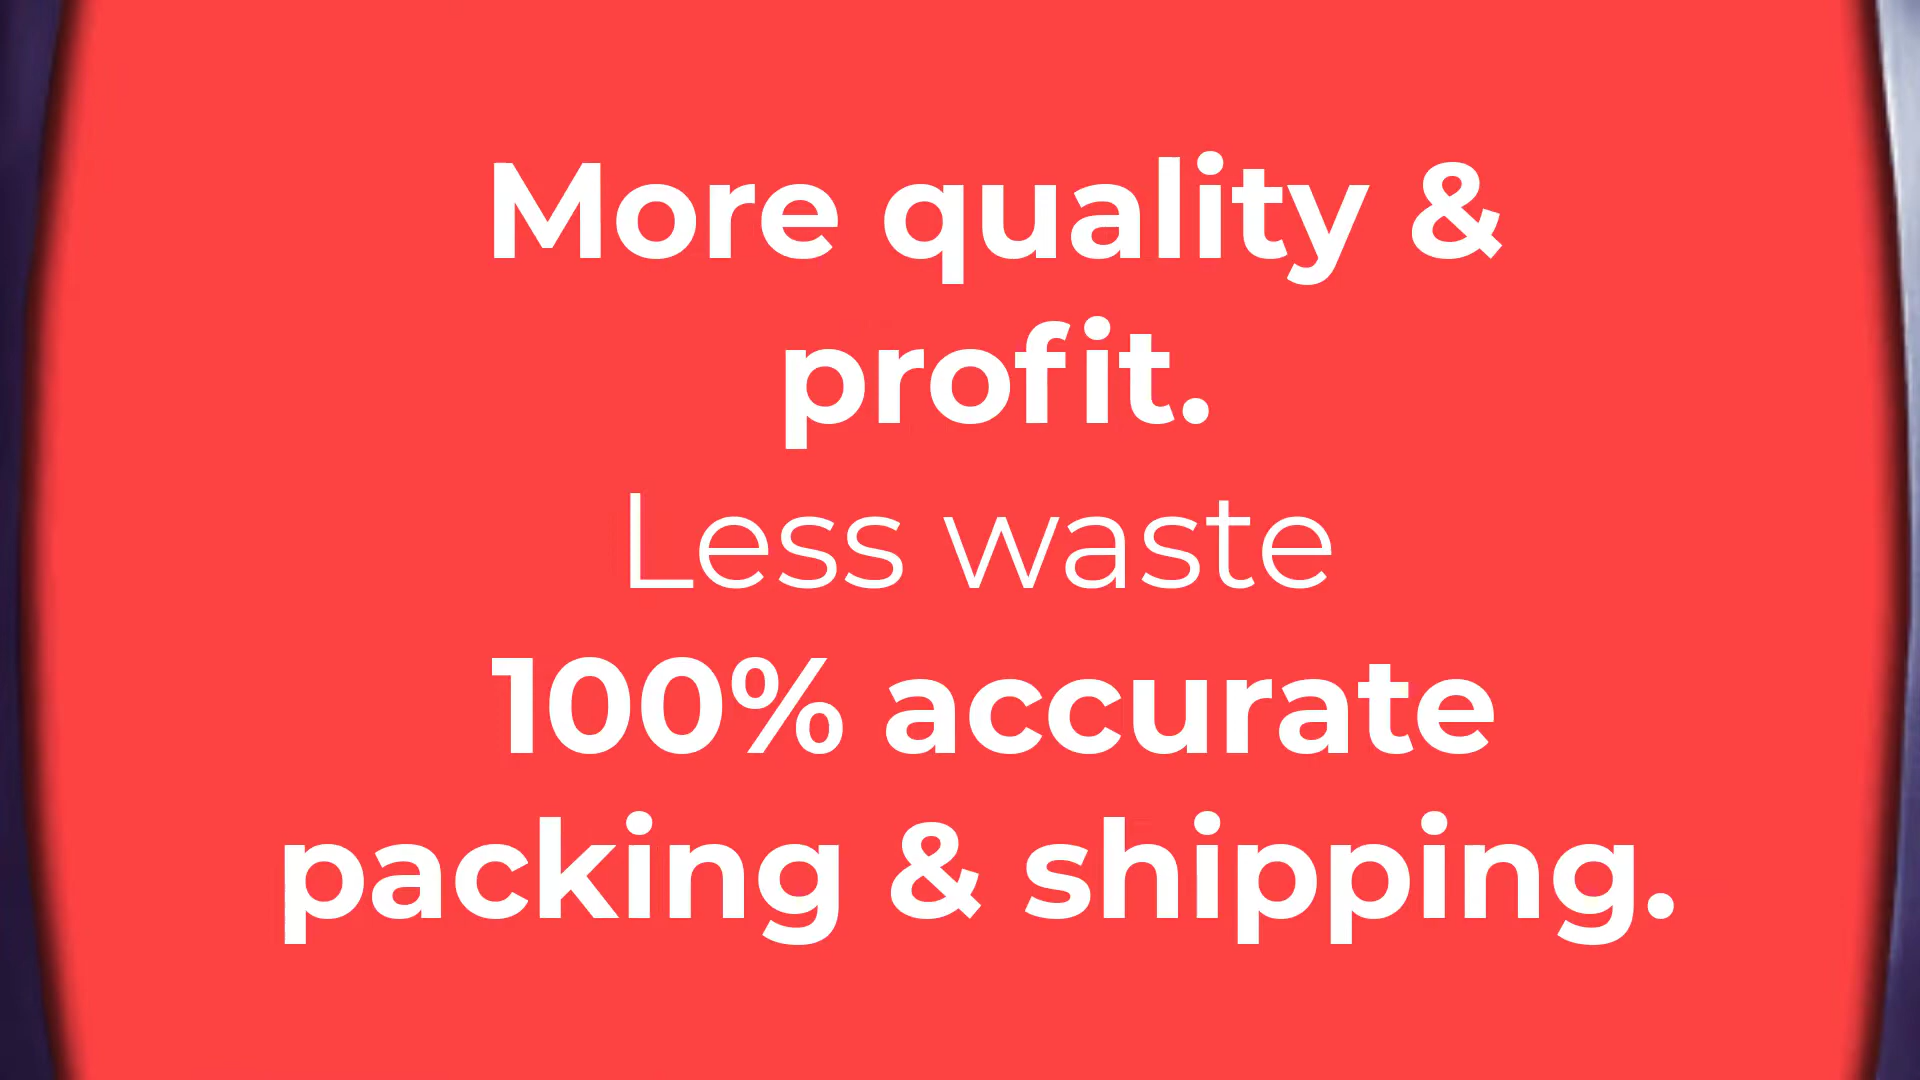 More quality &
profit.
Less waste
100% accurate
packing & shipping.